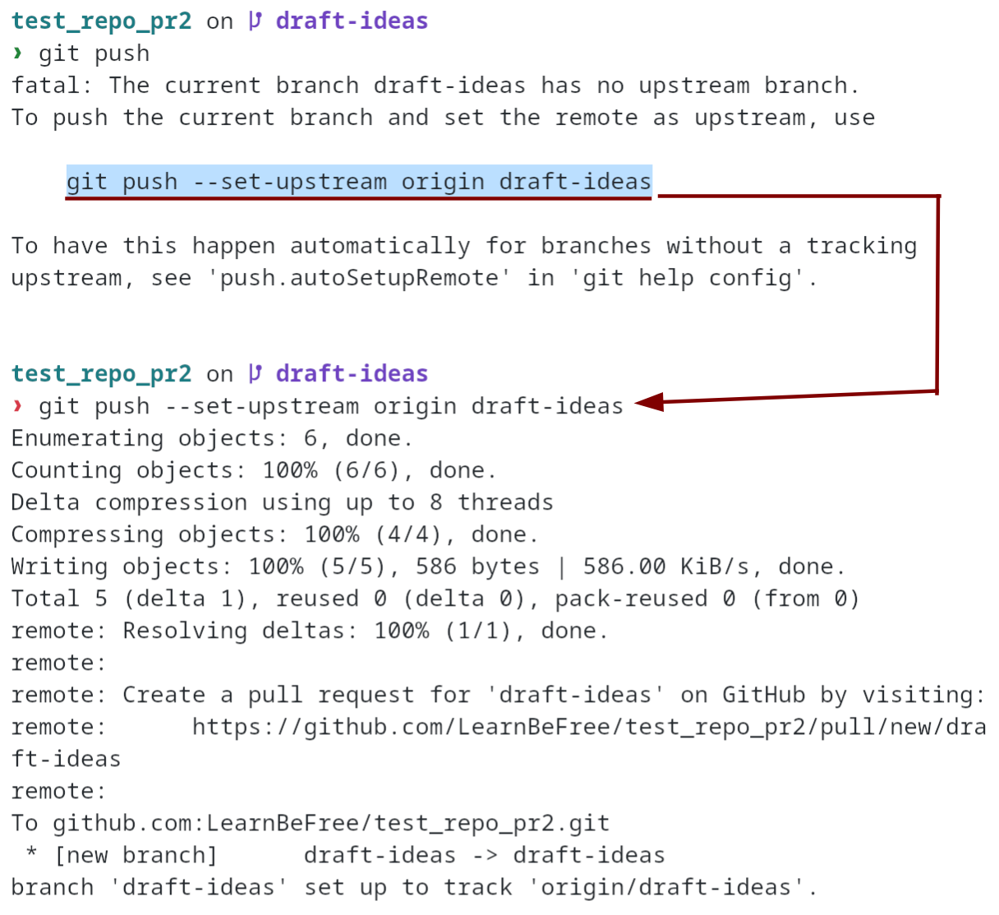 test_repo_pr2 on draft-ideas
› git push
fatal: The current branch draft-ideas has no upstream branch.
To push the current branch and set the remote as upstream, use
git push --set-upstream origin draft-ideas
To have this happen automatically for branches without a tracking
upstream, see 'push.autoSetupRemote' in 'git help config'.
test_repo_pr2 on draft-ideas
› git push --set-upstream origin draft-ideas
Enumerating objects: 6, done.
Counting objects: 100% (6/6), done.
Delta compression using up to 8 threads
Compressing objects: 100% (4/4), done.
Writing objects: 100% (5/5), 586 bytes | 586.00 KiB/s, done.
Total 5 (delta 1), reused 0 (delta 0), pack-reused 0 (from 0)
remote: Resolving deltas: 100% (1/1), done.
remote:
remote: Create a pull request for 'draft-ideas' on GitHub by visiting:
remote:      https://github.com/LearnBeFree/test_repo_pr2/pull/new/dra
ft-ideas
remote:
To github.com:LearnBeFree/test_repo_pr2.git
 * [new branch]      draft-ideas -> draft-ideas
branch 'draft-ideas' set up to track 'origin/draft-ideas'.